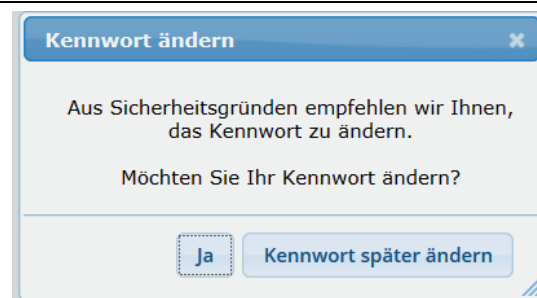 Kennwort ändern
Aus Sicherheitsgründen empfehlen wir Ihnen,
das Kennwort zu ändern.
Möchten Sie Ihr Kennwort ändern?
Ja
Kennwort später ändern